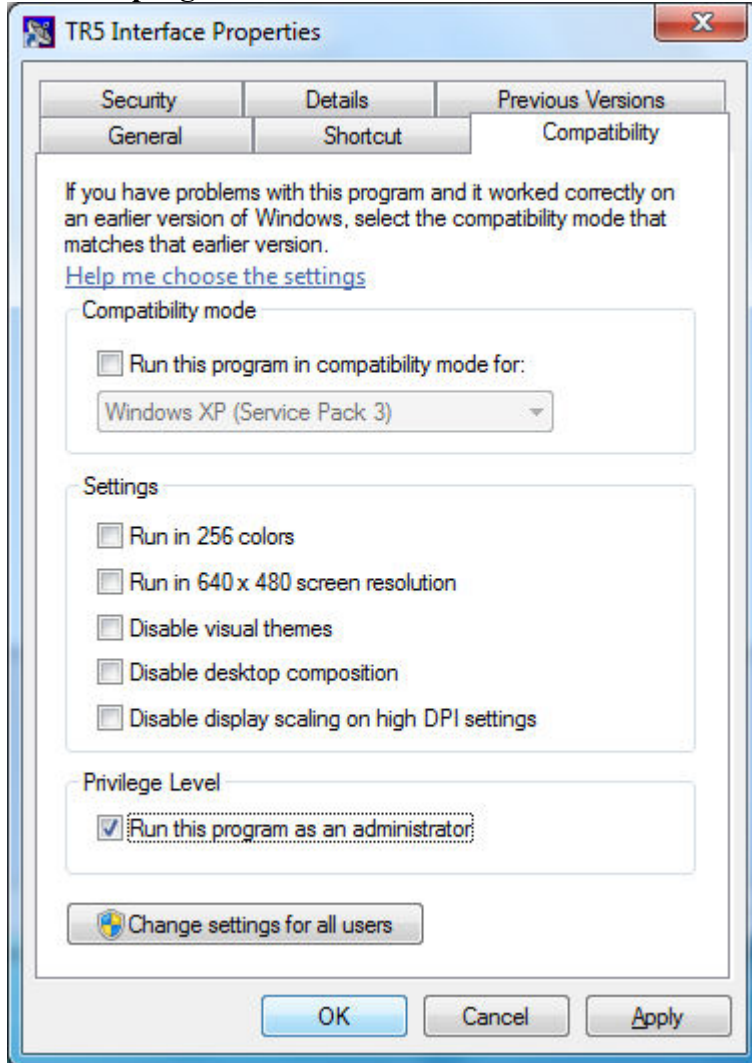 TR5 Interface Properties
Security Details Previous Versions
General Shortcut Compatibility
If you have problems with this program and it worked correctly on
an earlier version of Windows, select the compatibility mode that
matches that earlier version.
Help me choose the settings
Compatibility mode
Run this program in compatibility mode for:
Windows XP (Service Pack 3)
Settings
Run in 256 colors
Run in 640 x 480 screen resolution
Disable visual themes
Disable desktop composition
Disable display scaling on high DPI settings
Privilege Level
Run this program as an administrator
Change settings for all users
OK Cancel Apply